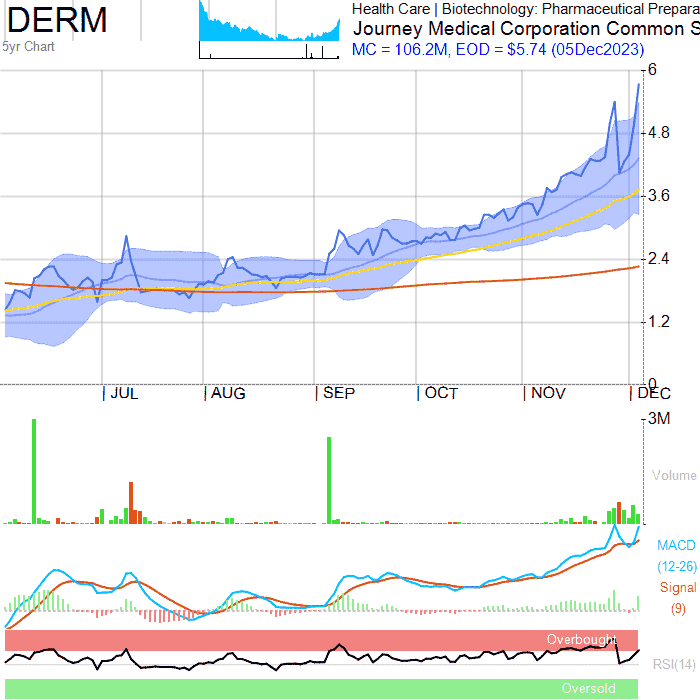 DERM
5yr Chart
Health Care | Biotechnology: Pharmaceutical Prepara
Journey Medical Corporation Common S
MC = 106.2M, EOD = $5.74 (05Dec2023)
6
4.8
3.6
2.4
1.2
0
JUL AUG SEP OCT NOV DEC
3M
Volume
MACD
(12-26)
Signal
(9)
Overbought
RSI(14)
Oversold